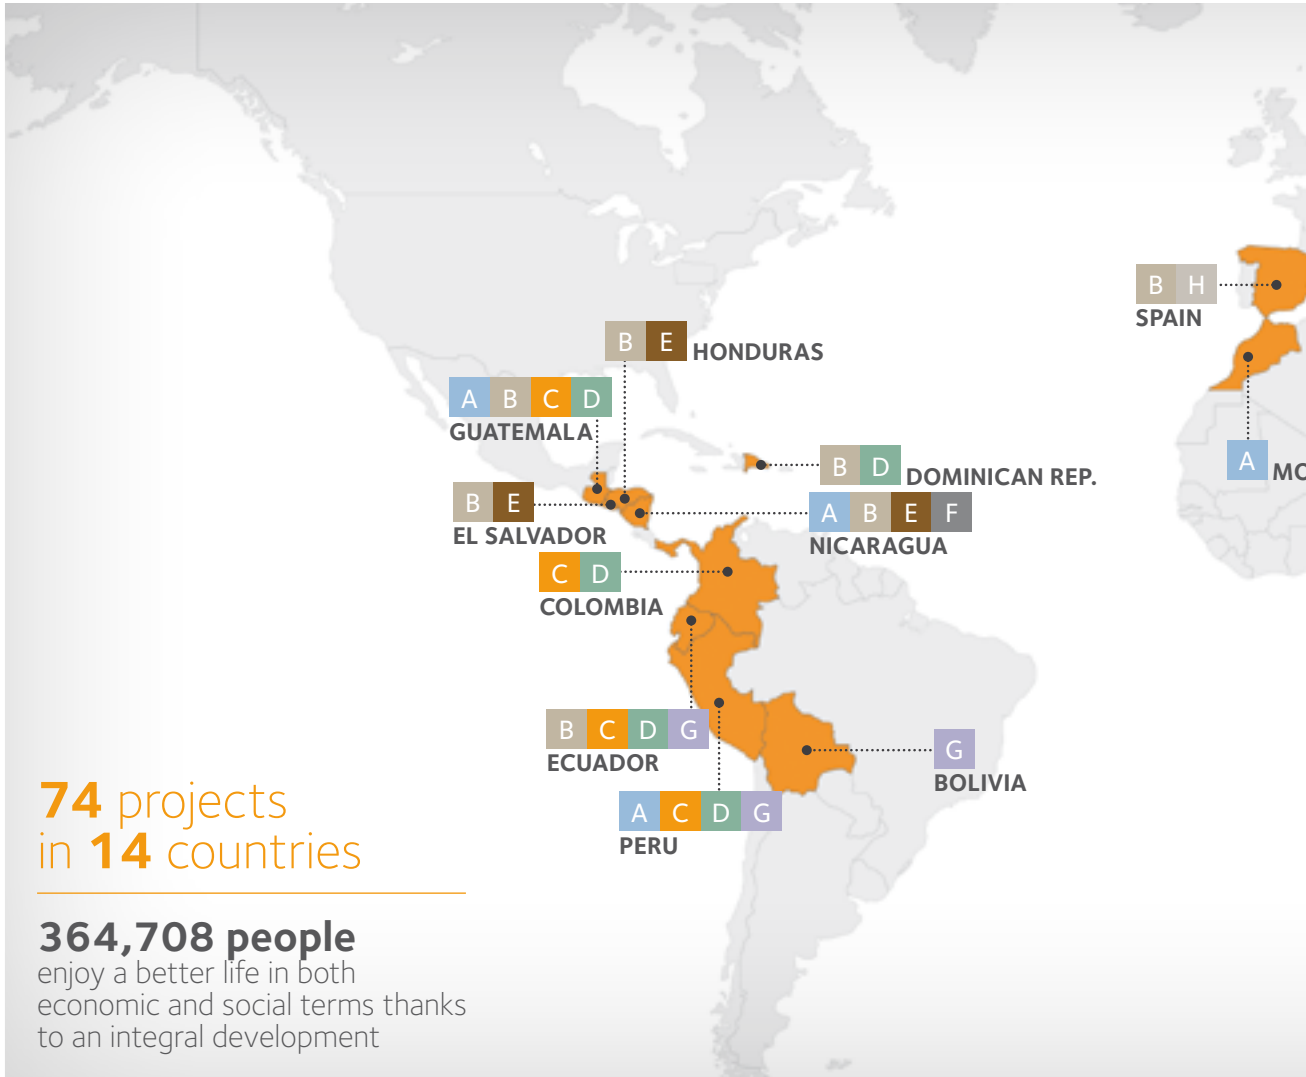 B H
SPAIN
B E HONDURAS
A B C D
GUATEMALA
B D DOMINICAN REP.
A MO
B E
EL SALVADOR
A B E F
NICARAGUA
C D
COLOMBIA
B C D G
ECUADOR
G
BOLIVIA
A C D G
PERU
74 projects
in 14 countries
364,708 people
enjoy a better life in both
economic and social terms thanks
to an integral development